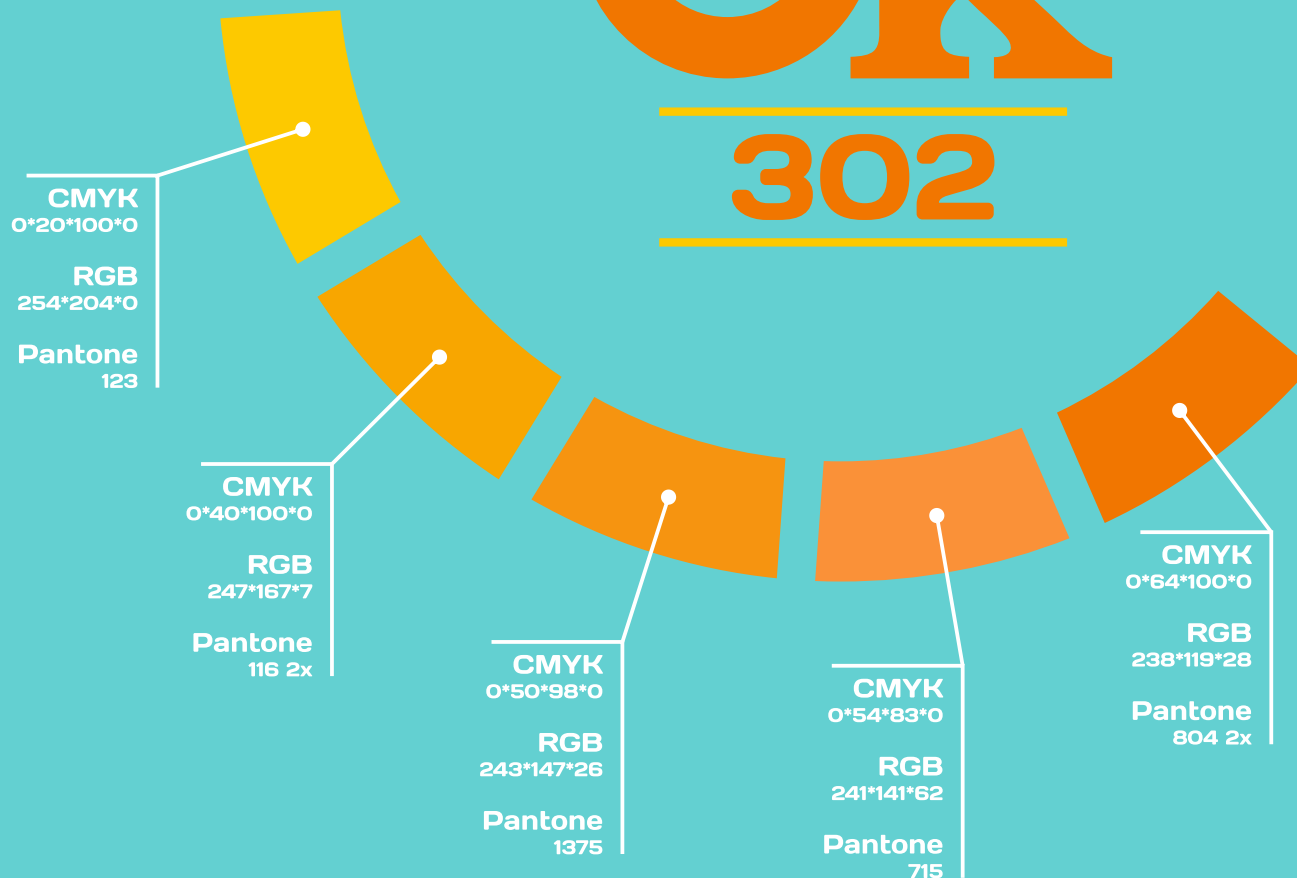 OK
302
CMYK
0*20*100*0
RGB
254*204*0
Pantone
123
CMYK
0*40*100*0
RGB
247*167*7
Pantone
116 2x
CMYK
0*50*98*0
RGB
243*147*26
Pantone
1375
CMYK
0*54*83*0
RGB
241*141*62
Pantone
715
CMYK
0*64*100*0
RGB
238*119*28
Pantone
804 2x